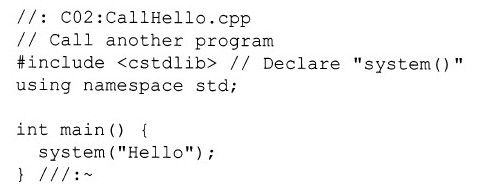 //: C02:CallHello.cpp
// Call another program
#include <cstdlib> // Declare "system()"
using namespace std;
int main() {
system("Hello");
} ///:~